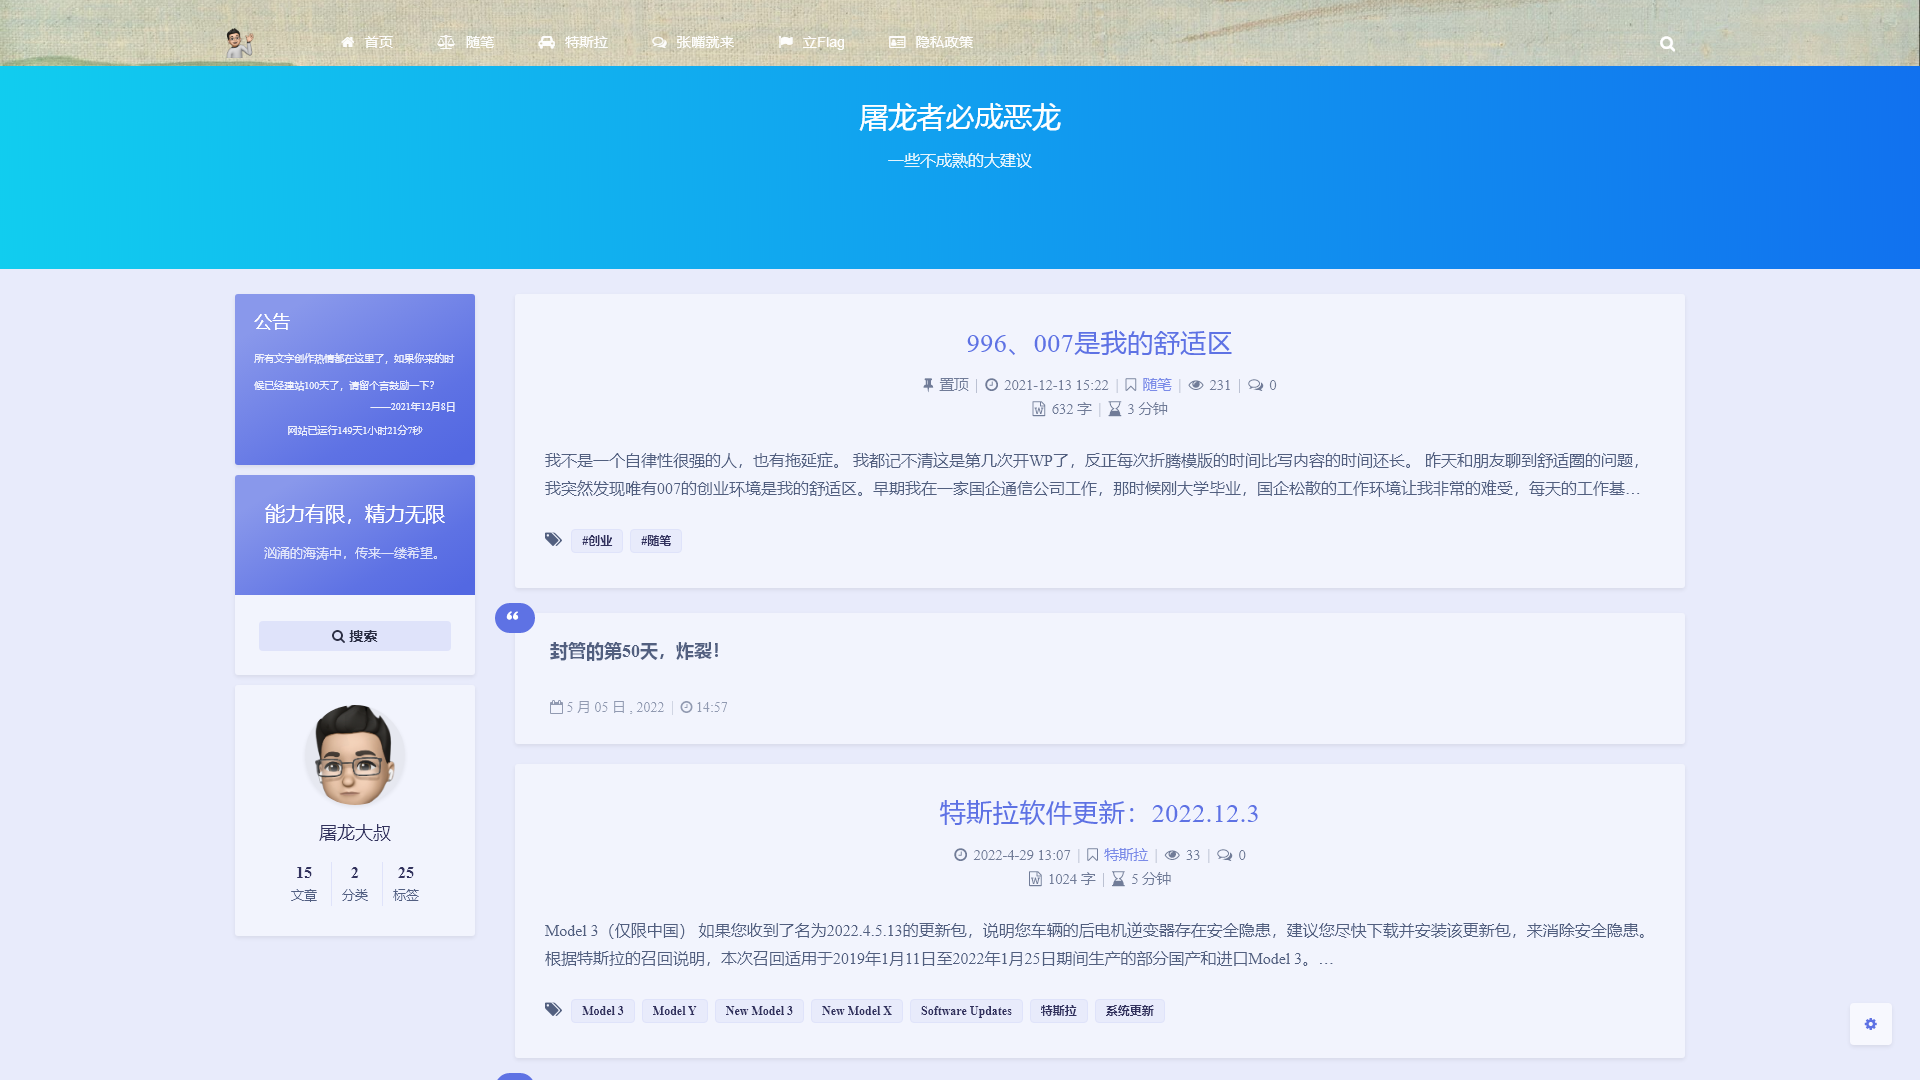 首页 随笔 特斯拉 张嘴就来 立Flag 隐私政策
屠龙者必成恶龙
一些不成熟的大建议
公告
所有文字创作热情都在这里了，如果你来的时
候已经建站100天了，请留个言鼓励一下？
——2021年12月8日
网站已运行149天1小时21分7秒
能力有限，精力无限
汹涌的海涛中，传来一缕希望。
搜索
屠龙大叔
15 2 25
文章 分类 标签
996、007是我的舒适区
置顶 | 2021-12-13 15:22 | 随笔 | 231 | 0
632 字 | 3 分钟
我不是一个自律性很强的人，也有拖延症。 我都记不清这是第几次开WP了，反正每次折腾模版的时间比写内容的时间还长。 昨天和朋友聊到舒适圈的问题，
我突然发现唯有007的创业环境是我的舒适区。早期我在一家国企通信公司工作，那时候刚大学毕业，国企松散的工作环境让我非常的难受，每天的工作基…
#创业 #随笔
封管的第50天，炸裂！
5 月 05 日 , 2022 | 14:57
特斯拉软件更新：2022.12.3
2022-4-29 13:07 | 特斯拉 | 33 | 0
1024 字 | 5 分钟
Model 3（仅限中国） 如果您收到了名为2022.4.5.13的更新包，说明您车辆的后电机逆变器存在安全隐患，建议您尽快下载并安装该更新包，来消除安全隐患。
根据特斯拉的召回说明，本次召回适用于2019年1月11日至2022年1月25日期间生产的部分国产和进口Model 3。…
Model 3 Model Y New Model 3 New Model X Software Updates 特斯拉 系统更新